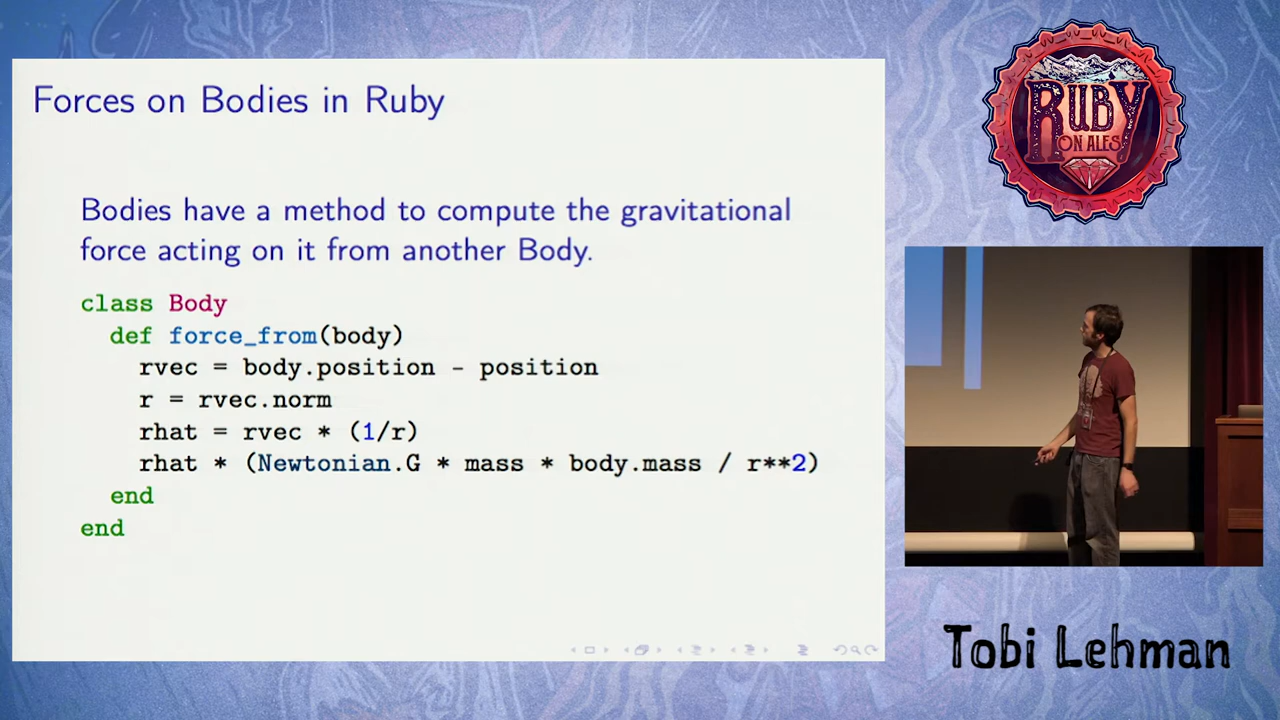 Forces on Bodies in Ruby
Bodies have a method to compute the gravitational
force acting on it from another Body.
class Body
  def force_from(body)
    rvec = body.position - position
    r = rvec.norm
    rhat = rvec * (1/r)
    rhat * (Newtonian.G * mass * body.mass / r**2)
  end
end
RUBY
ON ALES
Tobi Lehman